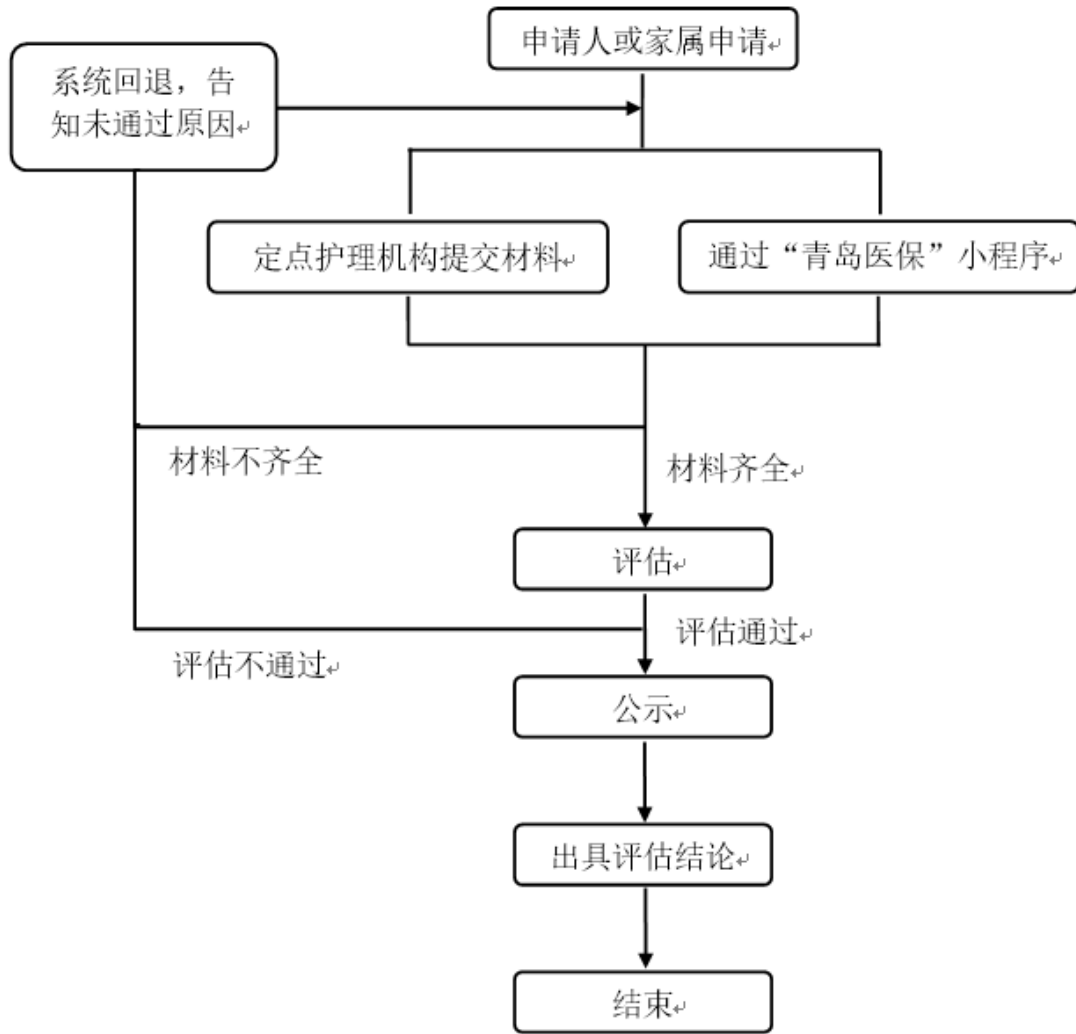 申请人或家属申请
系统回退，告
知未通过原因
定点护理机构提交材料
通过“青岛医保”小程序
材料不齐全
材料齐全
评估
评估通过
评估不通过
公示
出具评估结论
结束